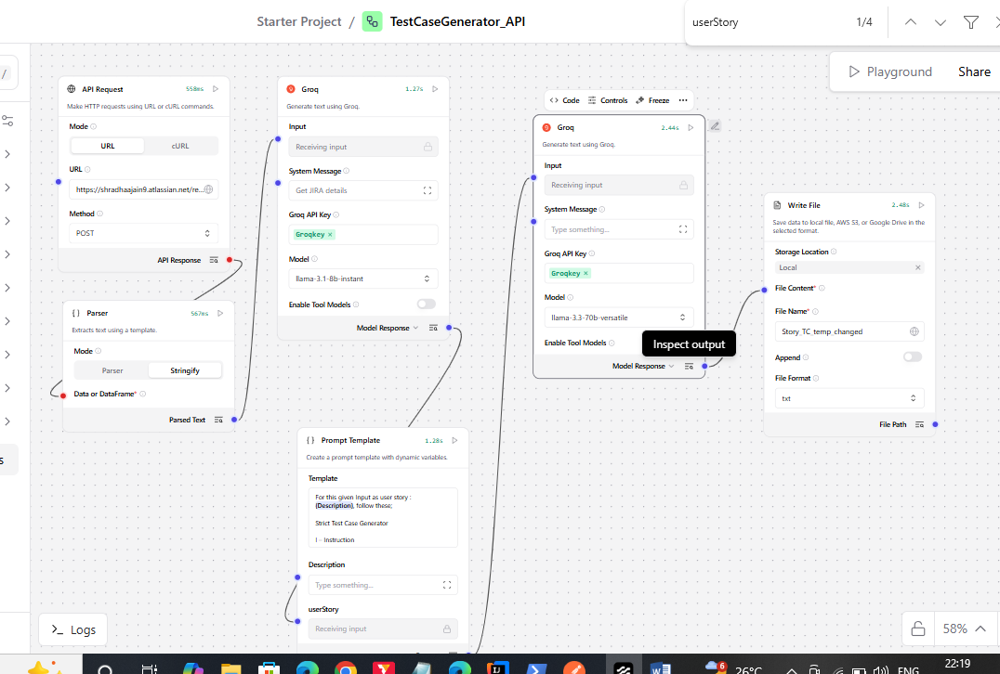 Starter Project / TestCaseGenerator_API
userStory 1/4
Playground Share
API Request 558ms
Make HTTP requests using URL or cURL commands.
Mode
URL cURL
URL
https://shradhaajain9.atlassian.net/re...
Method
POST
API Response
Parser 567ms
Extracts text using a template.
Mode
Parser Stringify
Data or DataFrame*
Parsed Text
Groq 1.27s
Generate text using Groq.
Input
Receiving input
System Message
Get JIRA details
Groq API Key
Groqkey ×
Model
llama-3.1-8b-instant
Enable Tool Models
Model Response
Prompt Template 1.28s
Create a prompt template with dynamic variables.
Template
For this given Input as user story :
{Description}, follow these;
Strict Test Case Generator
I – Instruction
Description
Type something...
userStory
Receiving input
Code Controls Freeze ...
Groq 2.44s
Generate text using Groq.
Input
Receiving input
System Message
Type something...
Groq API Key
Groqkey ×
Model
llama-3.3-70b-versatile
Enable Tool Models
Inspect output
Model Response
Write File 2.48s
Save data to local file, AWS S3, or Google Drive in the
selected format.
Storage Location
Local
File Content*
File Name*
Story_TC_temp_changed
Append
File Format
txt
File Path
Logs
58%
6
26°C
ENG
22:19